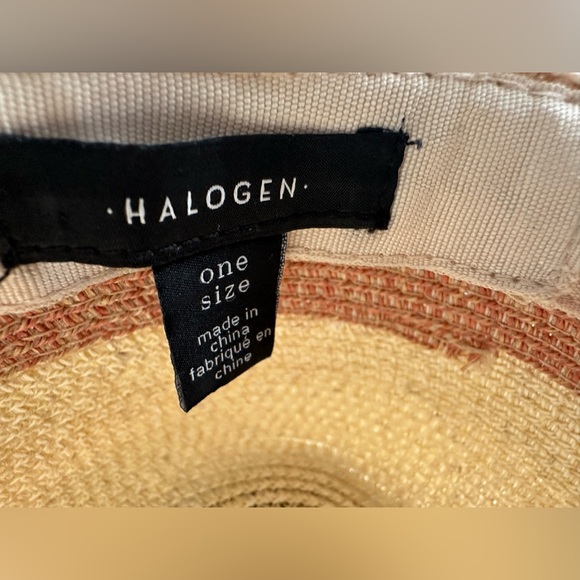 ·HALOGEN·
one
size
made in
china
fabriqué en
chine